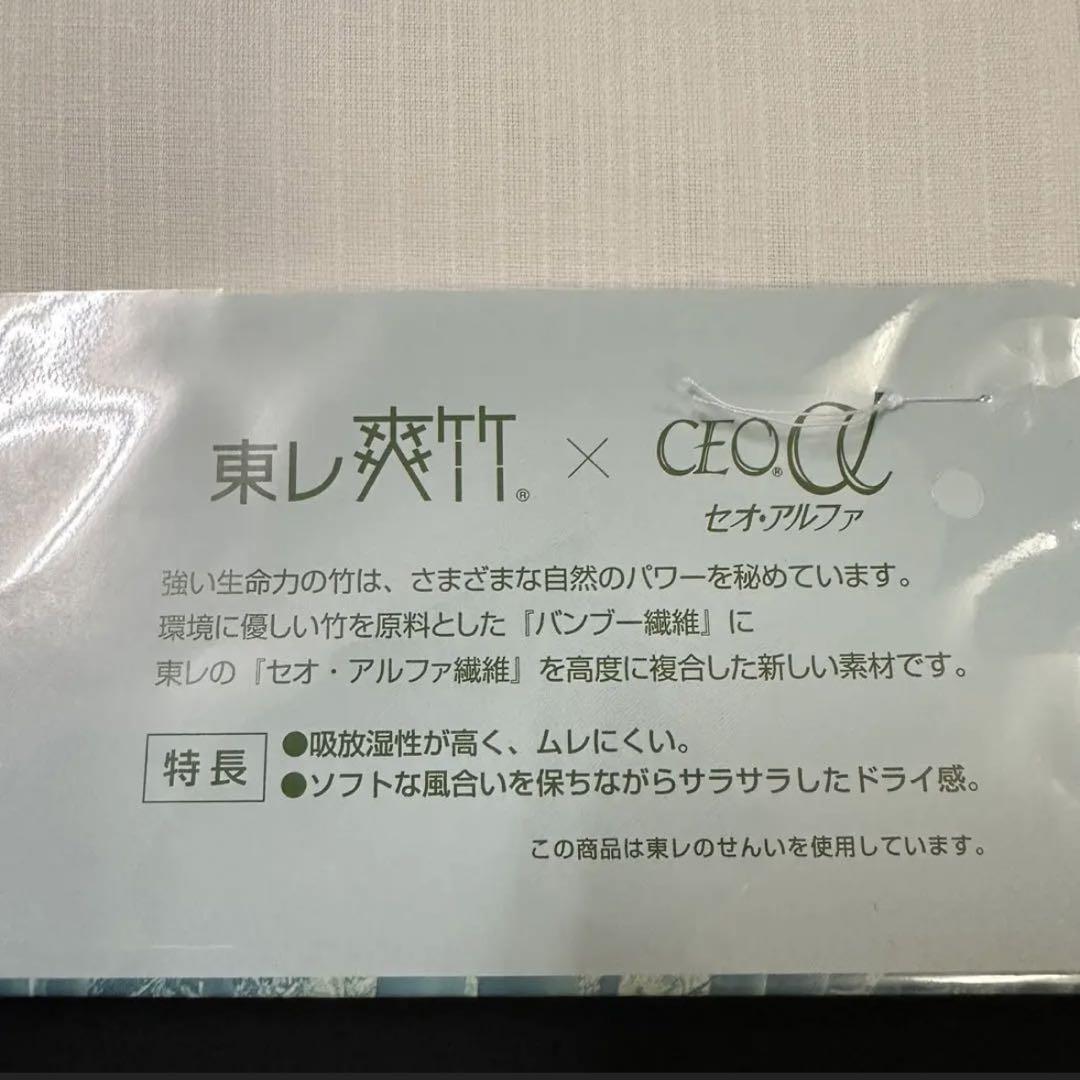 東レ爽竹® × CEO®α
セオ・アルファ
強い生命力の竹は、さまざまな自然のパワーを秘めています。
環境に優しい竹を原料とした『バンブー繊維』に
東レの『セオ・アルファ繊維』を高度に複合した新しい素材です。
特長
●吸放湿性が高く、ムレにくい。
●ソフトな風合いを保ちながらサラサラしたドライ感。
この商品は東レのせんいを使用しています。